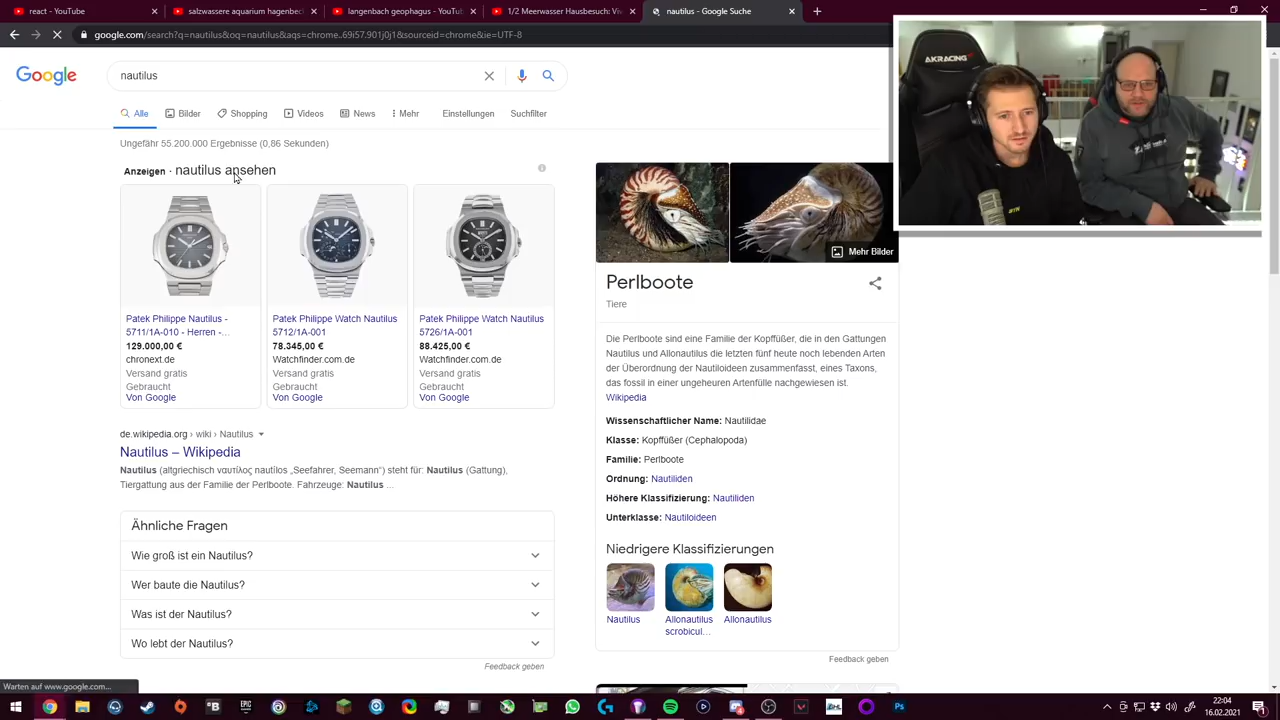 react - YouTube
salzwassere aquarium - YouTub
langenbach geophagus - YouTub
1/2 Meerwasser Hausbesuch: Vi
nautilus - Google Suche
google.com/search?q=nautilus&oq=nautilus&aqs=chrome..69i57.901j0j1&sourceid=chrome&ie=UTF-8
AKRACING
Google
nautilus
Alle
Bilder
Shopping
Videos
News
Mehr
Einstellungen
Suchfilter
Ungefähr 55.200.000 Ergebnisse (0,86 Sekunden)
Anzeigen · nautilus ansehen
Patek Philippe Nautilus -
5711/1A-010 - Herren -...
129.000,00 €
chronext.de
Versand gratis
Gebraucht
Von Google
Patek Philippe Watch Nautilus
5712/1A-001
78.345,00 €
Watchfinder.com.de
Versand gratis
Gebraucht
Von Google
Patek Philippe Watch Nautilus
5726/1A-001
88.425,00 €
Watchfinder.com.de
Versand gratis
Gebraucht
Von Google
de.wikipedia.org › wiki › Nautilus
Nautilus – Wikipedia
Nautilus (altgriechisch ναυτίλος nautílos „Seefahrer, Seemann“) steht für: Nautilus (Gattung),
Tiergattung aus der Familie der Perlboote. Fahrzeuge: Nautilus ...
Ähnliche Fragen
Wie groß ist ein Nautilus?
Wer baute die Nautilus?
Was ist der Nautilus?
Wo lebt der Nautilus?
Feedback geben
Mehr Bilder
Perlboote
Tiere
Die Perlboote sind eine Familie der Kopffüßer, die in den Gattungen
Nautilus und Allonautilus die letzten fünf heute noch lebenden Arten
der Überordnung der Nautiloideen zusammenfasst, eines Taxons,
das fossil in einer ungeheuren Artenfülle nachgewiesen ist.
Wikipedia
Wissenschaftlicher Name: Nautilidae
Klasse: Kopffüßer (Cephalopoda)
Familie: Perlboote
Ordnung: Nautiliden
Höhere Klassifizierung: Nautiliden
Unterklasse: Nautiloideen
Niedrigere Klassifizierungen
Nautilus
Allonautilus
scrobicul...
Allonautilus
Feedback geben
Warten auf www.google.com...
22:04
16.02.2021